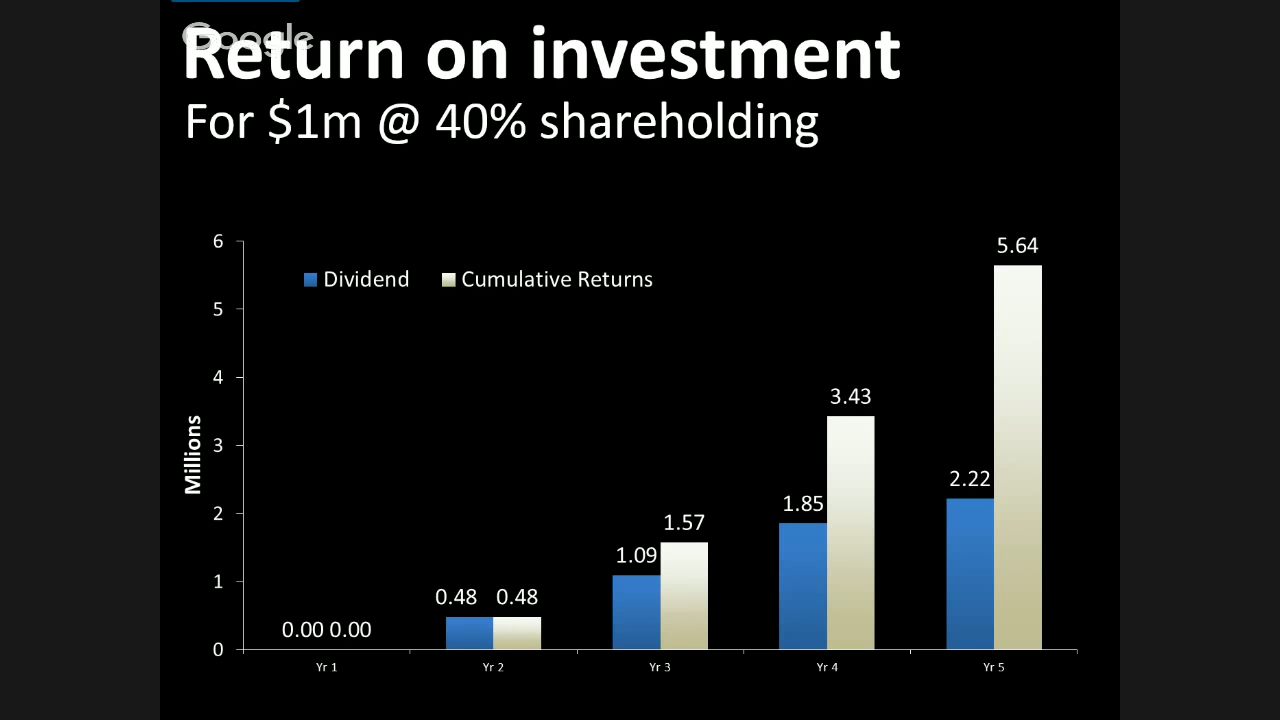 Google
Return on investment
For $1m @ 40% shareholding
Dividend Cumulative Returns
Millions
6
5
4
3
2
1
0
0.00 0.00
0.48 0.48
1.09 1.57
1.85 3.43
2.22 5.64
Yr 1 Yr 2 Yr 3 Yr 4 Yr 5